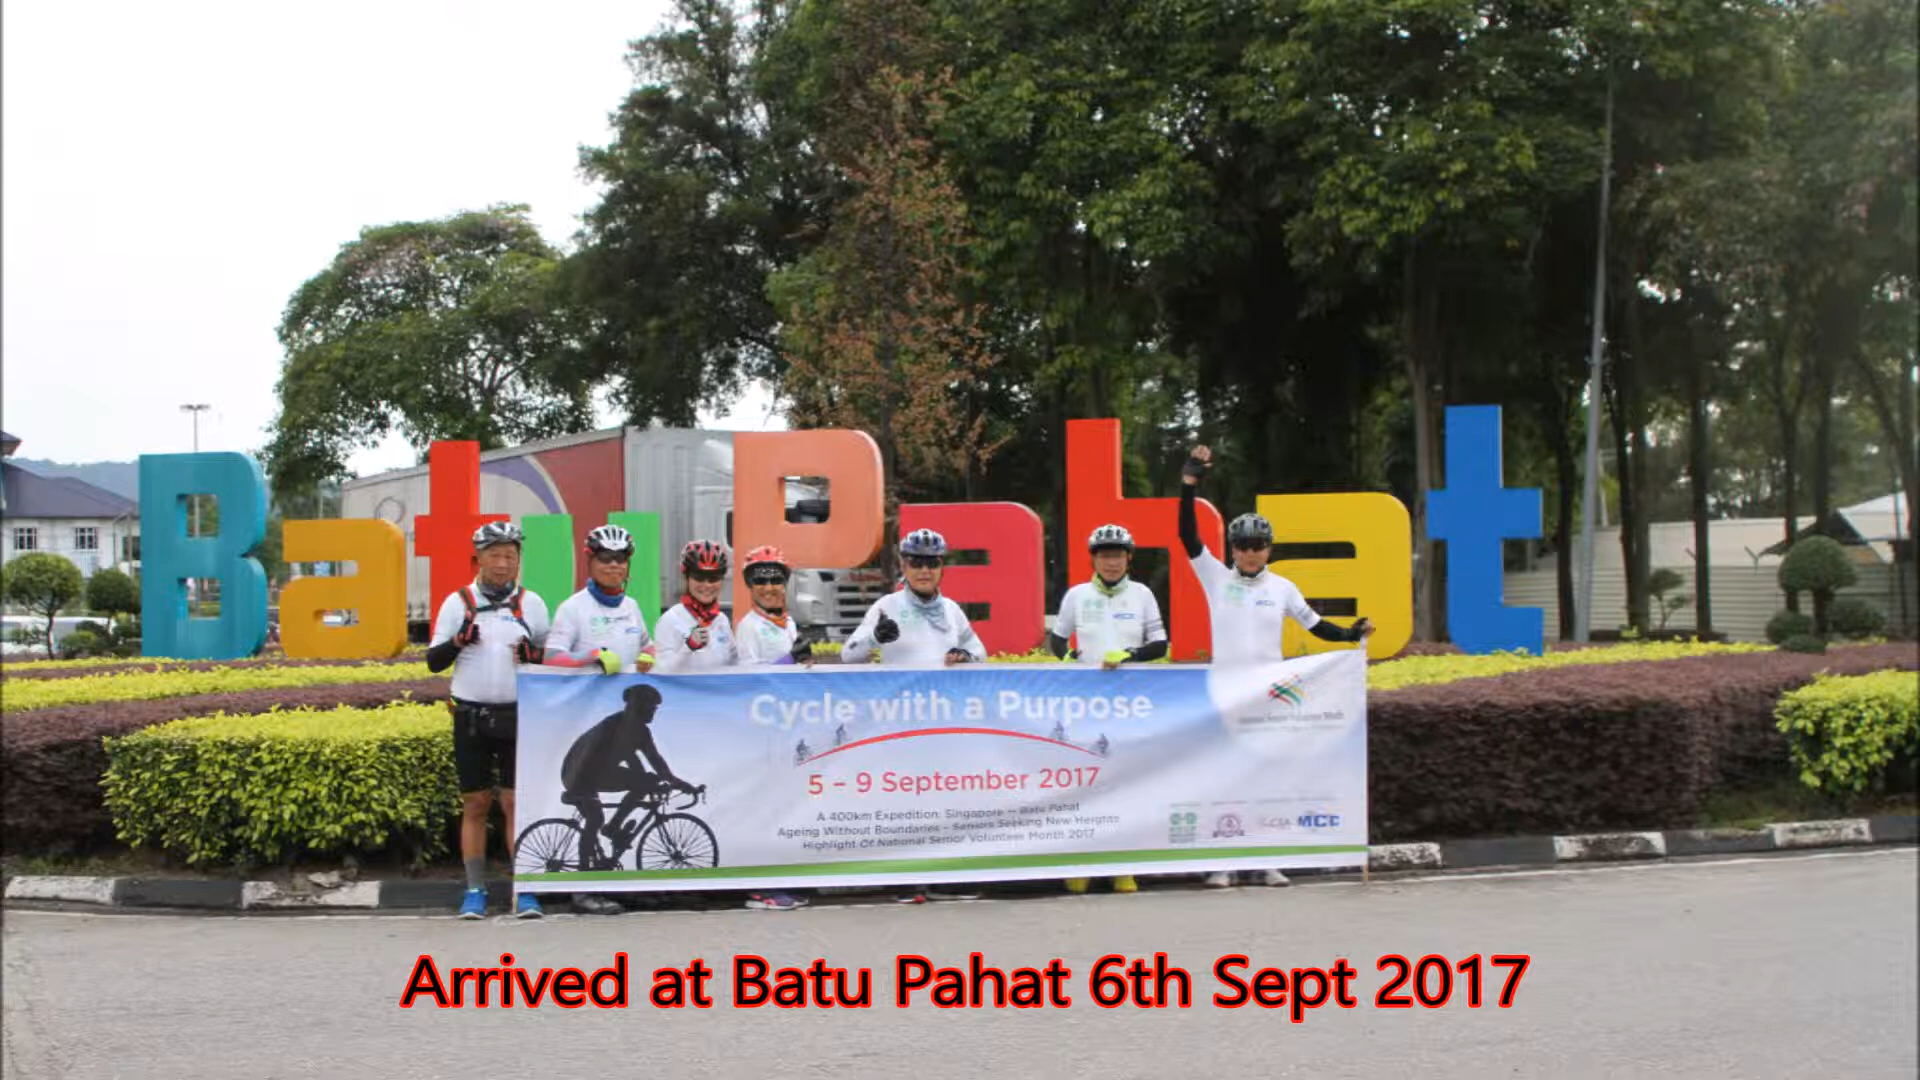 Batu Pahat
Cycle with a Purpose
5 – 9 September 2017
A 400km Expedition: Singapore — Batu Pahat
Ageing Without Boundaries – Seniors Seeking New Heights
Highlight Of National Senior Volunteer Month 2017
MCC
Arrived at Batu Pahat 6th Sept 2017